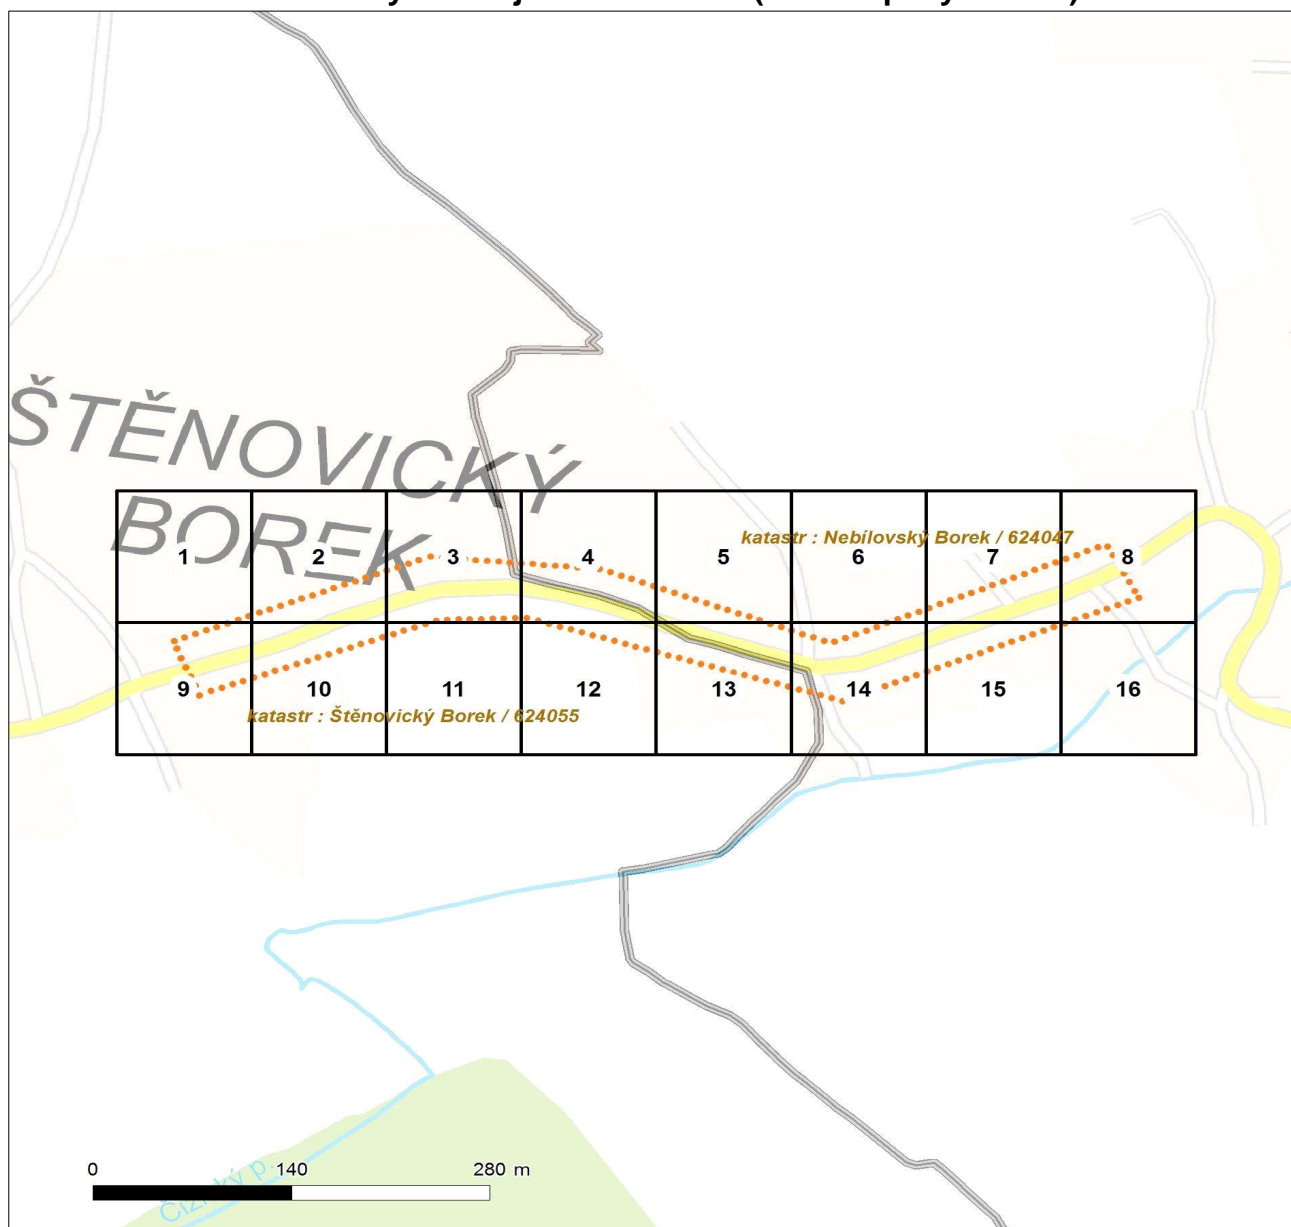 ŠTĚNOVICKÝ
BOREK
katastr : Nebílovský Borek / 624047
1 2 3 4 5 6 7 8
9 10 11 12 13 14 15 16
katastr : Štěnovický Borek / 624055
0 140 280 m
p.